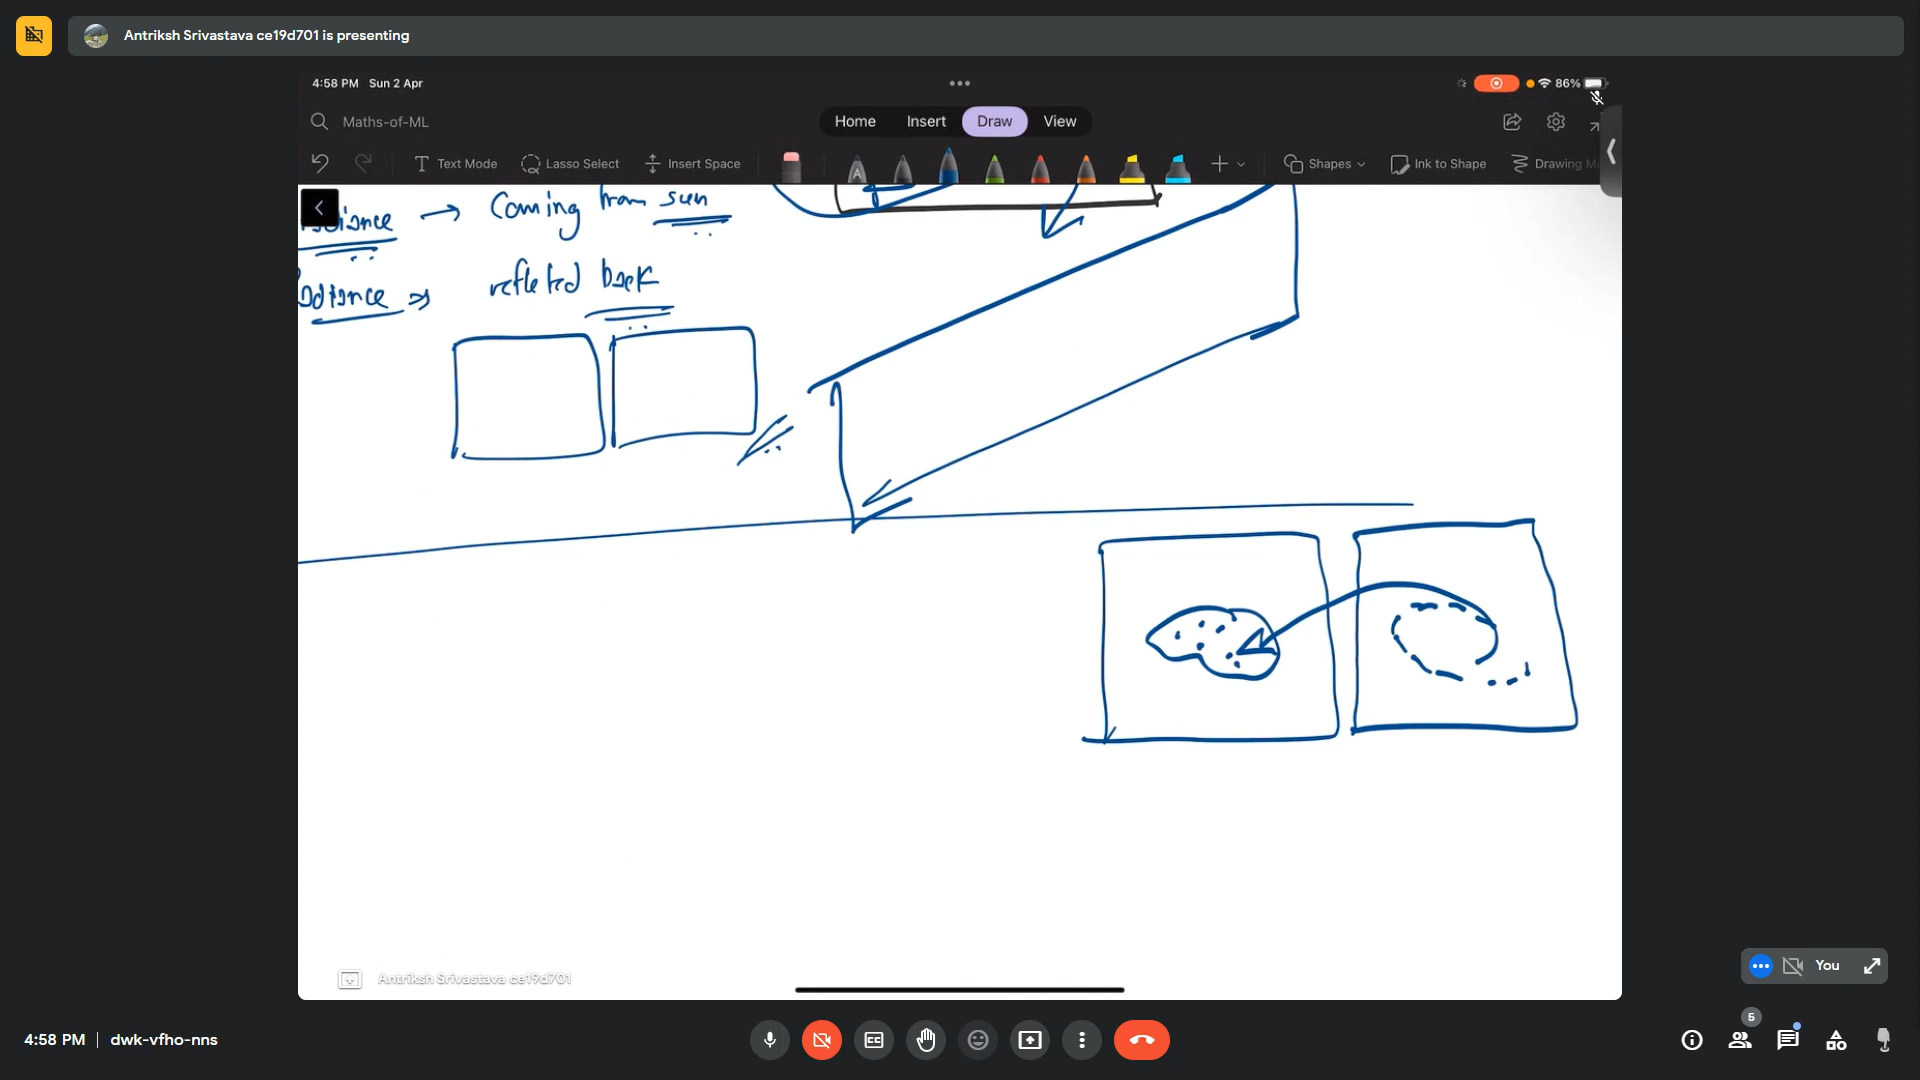 Antriksh Srivastava ce19d701 is presenting
4:58 PM Sun 2 Apr
86%
Maths-of-ML
Home Insert Draw View
Text Mode Lasso Select Insert Space Shapes Ink to Shape Drawing
Coming from sun
back
Antriksh Srivastava ce19d701
You
5
4:58 PM dwk-vfho-nns